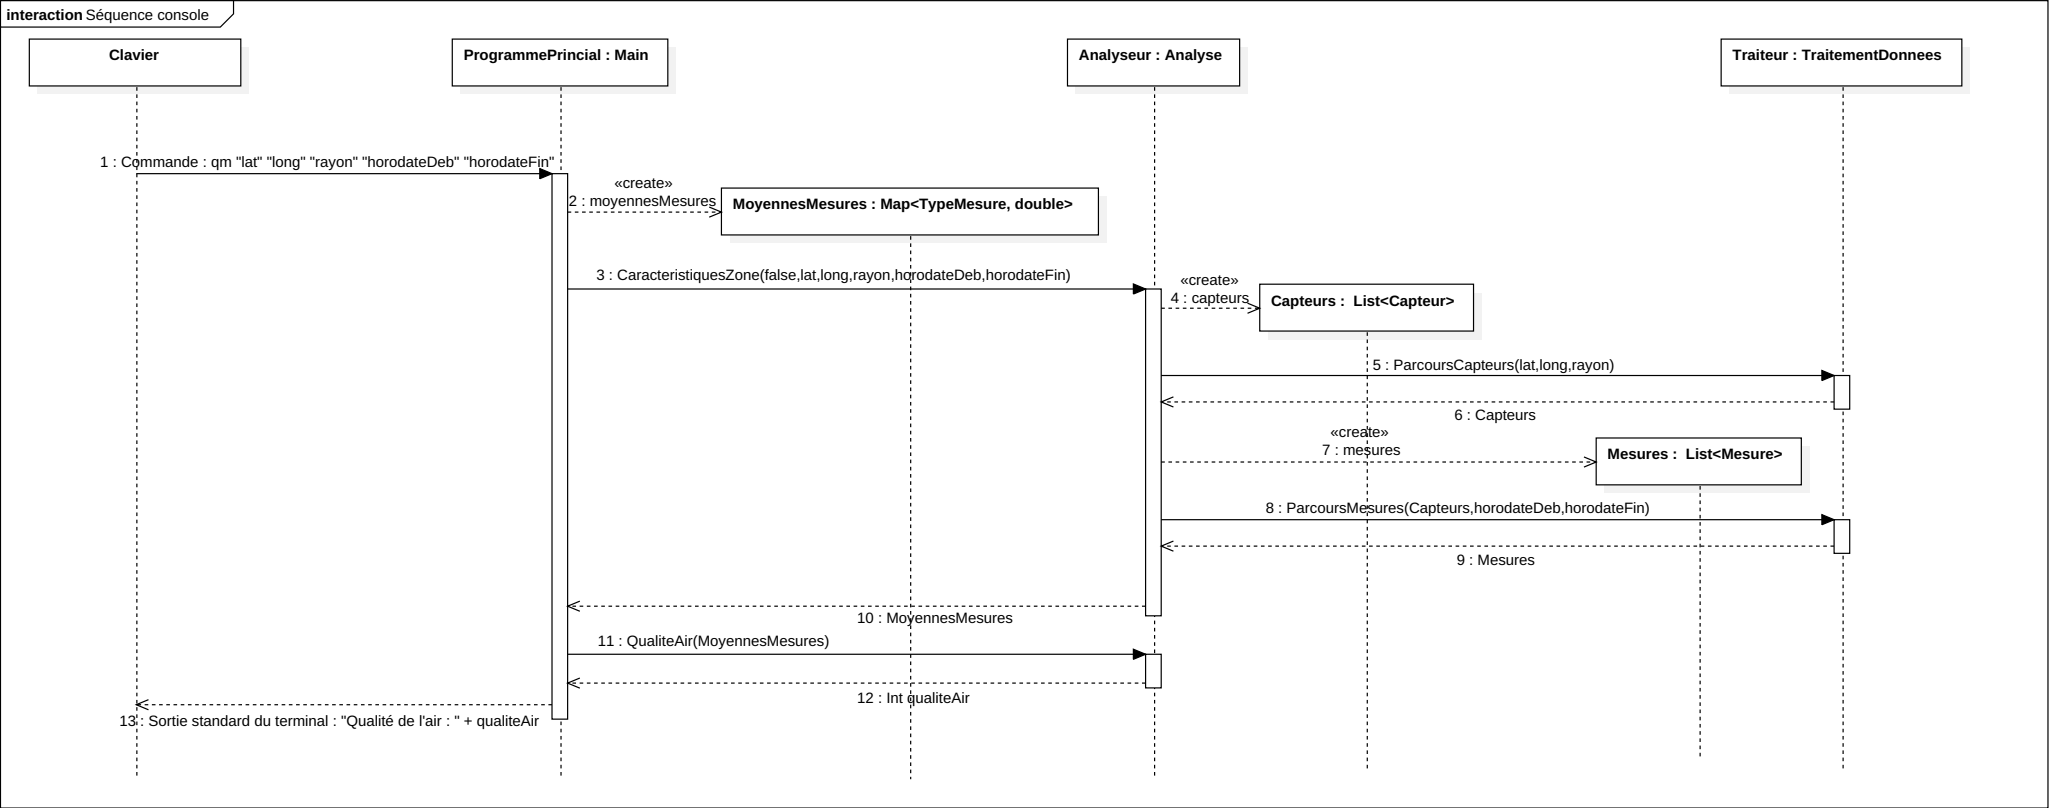 interaction Séquence console
Clavier
ProgrammePrincial : Main
Analyseur : Analyse
Traiteur : TraitementDonnees
1 : Commande : qm "lat" "long" "rayon" "horodateDeb" "horodateFin"
«create»
2 : moyennesMesures
MoyennesMesures : Map<TypeMesure, double>
3 : CaracteristiquesZone(false,lat,long,rayon,horodateDeb,horodateFin)
«create»
4 : capteurs
Capteurs :  List<Capteur>
5 : ParcoursCapteurs(lat,long,rayon)
6 : Capteurs
«create»
7 : mesures
Mesures :  List<Mesure>
8 : ParcoursMesures(Capteurs,horodateDeb,horodateFin)
9 : Mesures
10 : MoyennesMesures
11 : QualiteAir(MoyennesMesures)
12 : Int qualiteAir
13 : Sortie standard du terminal : "Qualité de l'air : " + qualiteAir